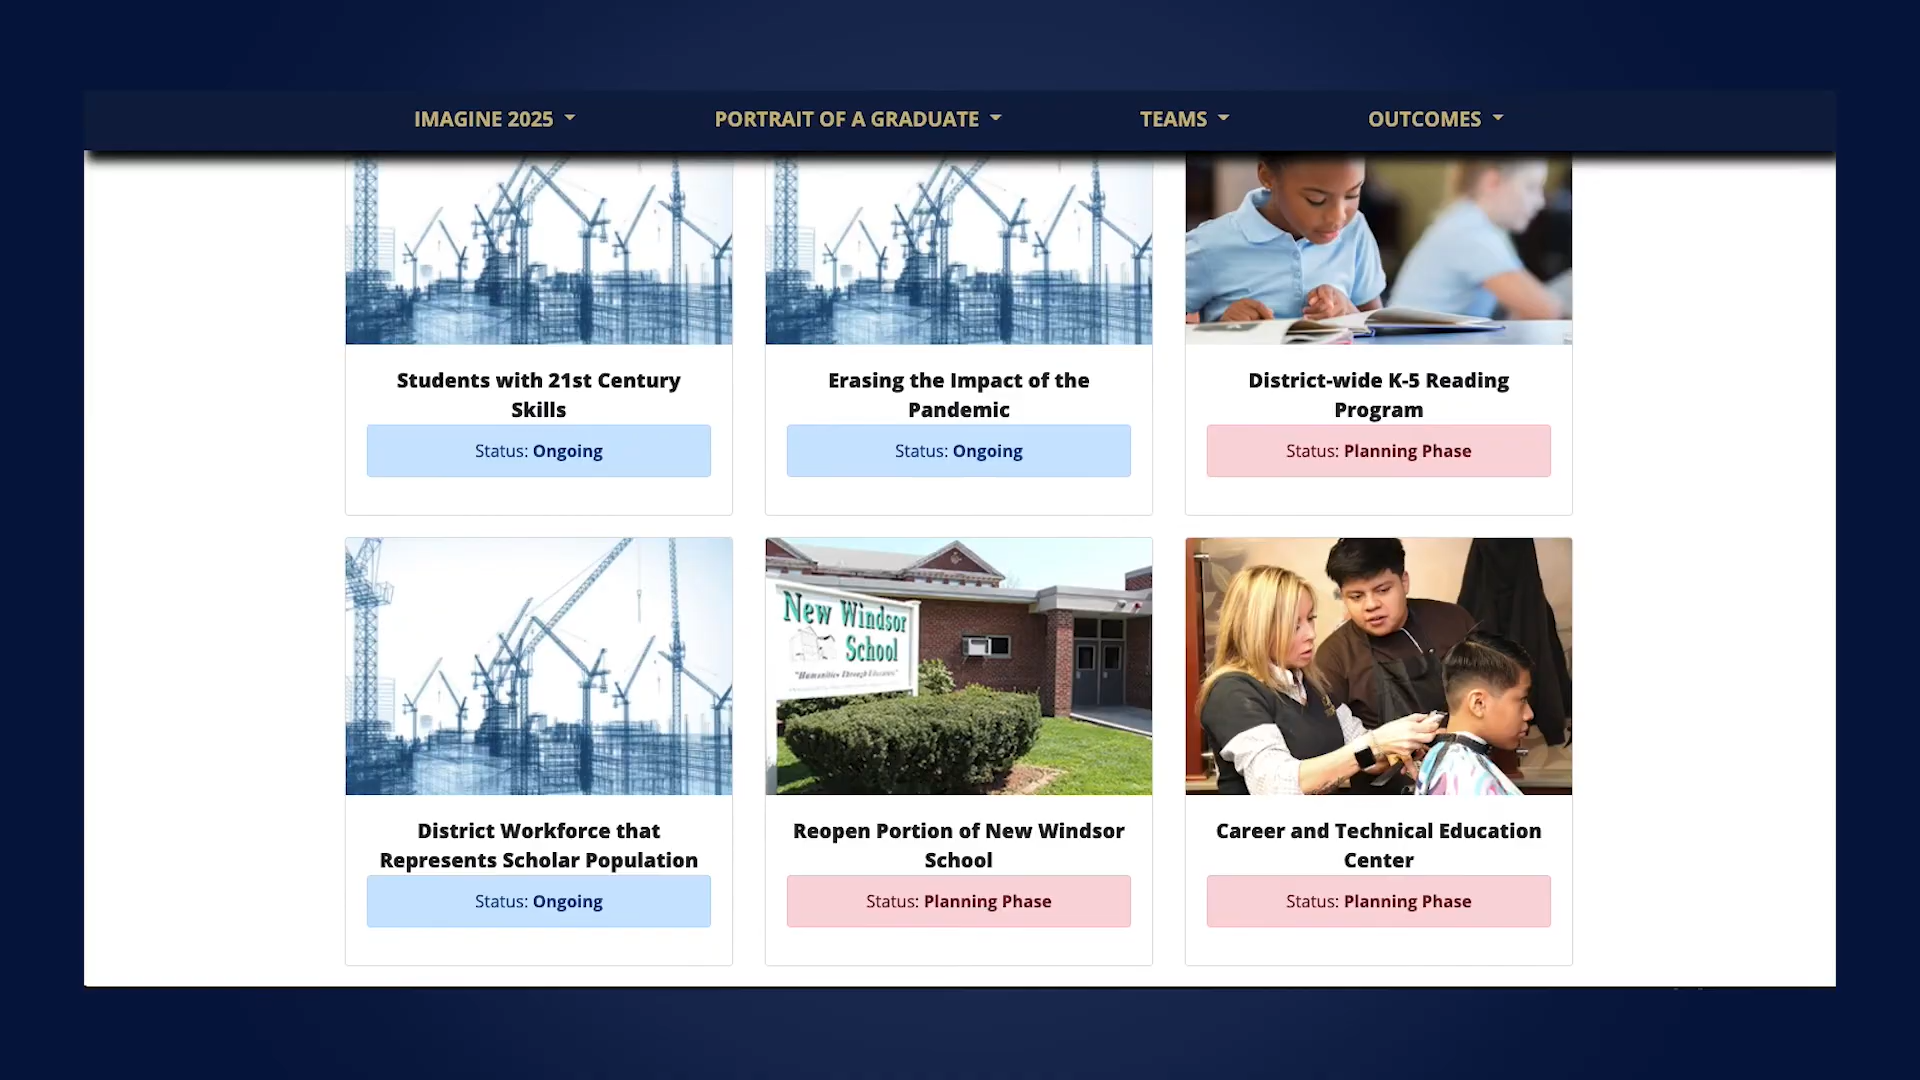 IMAGINE 2025
PORTRAIT OF A GRADUATE
TEAMS
OUTCOMES
Students with 21st Century
Skills
Status: Ongoing
Erasing the Impact of the
Pandemic
Status: Ongoing
District-wide K-5 Reading
Program
Status: Planning Phase
New Windsor
School
"Humanities Through Educators"
District Workforce that
Represents Scholar Population
Status: Ongoing
Reopen Portion of New Windsor
School
Status: Planning Phase
Career and Technical Education
Center
Status: Planning Phase